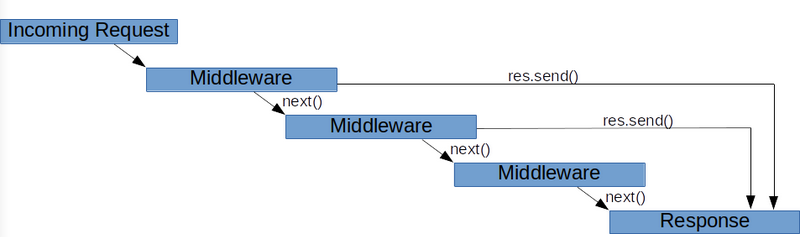 Incoming Request
Middleware
res.send()
next()
Middleware
res.send()
next()
Middleware
next()
Response